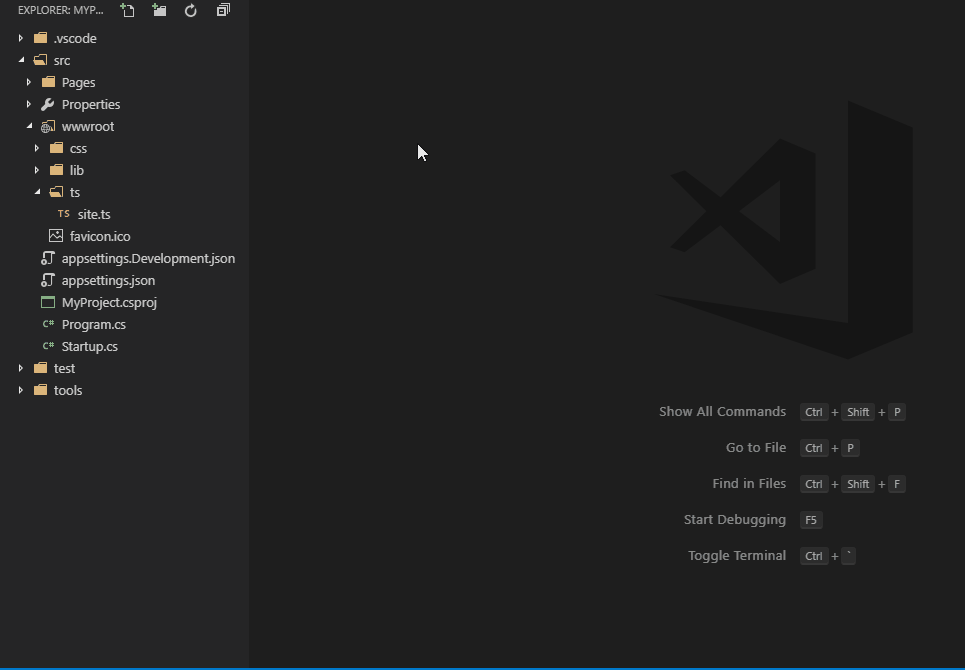 EXPLORER: MYP...
.vscode
src
Pages
Properties
wwwroot
css
lib
ts
TS site.ts
favicon.ico
appsettings.Development.json
appsettings.json
MyProject.csproj
C# Program.cs
C# Startup.cs
test
tools
Show All Commands Ctrl + Shift + P
Go to File Ctrl + P
Find in Files Ctrl + Shift + F
Start Debugging F5
Toggle Terminal Ctrl + `